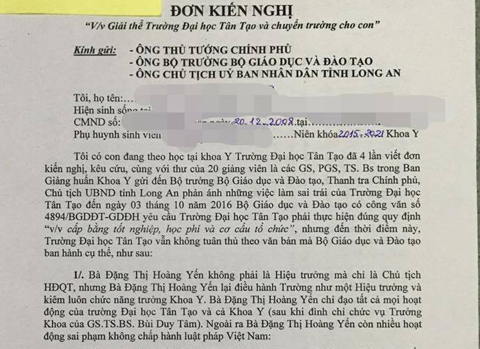 ĐƠN KIẾN NGHỊ
“V/v Giải thể Trường Đại học Tân Tạo và chuyển trường cho con”
Kính gửi: - ÔNG THỦ TƯỚNG CHÍNH PHỦ
- ÔNG BỘ TRƯỞNG BỘ GIÁO DỤC VÀ ĐÀO TẠO
- ÔNG CHỦ TỊCH UỶ BAN NHÂN DÂN TỈNH LONG AN
Tôi, họ tên:
Hiện sinh sống tại
CMND số: 20.12.2008.tại
Phụ huynh sinh viên Niên khóa 2015-2021 Khoa Y
Tôi có con đang theo học tại khoa Y Trường Đại học Tân Tạo đã 4 lần viết đơn
kiến nghị, kêu cứu, cùng với thư của 20 giảng viên là các GS, PGS, TS. Bs trong Ban
Giảng huấn Khoa Y gửi đến Bộ trưởng Bộ Giáo dục và Đào tạo, Thanh tra Chính phủ,
Chủ tịch UBND tỉnh Long An phản ánh những việc làm sai trái của Trường Đại học
Tân Tạo đến ngày 03 tháng 10 năm 2016 Bộ Giáo dục và Đào tạo có công văn số
4894/BGDĐT-GDĐH yêu cầu Trường Đại học Tân Tạo phải thực hiện đúng quy định
“v/v cấp bằng tốt nghiệp, học phí và cơ cấu tổ chức”, nhưng đến thời điểm này,
Trường Đại học Tân Tạo vẫn không tuân thủ theo văn bản mà Bộ Giáo dục và Đào tạo
ban hành cụ thể, như sau:
1/. Bà Đặng Thị Hoàng Yến không phải là Hiệu trưởng mà chỉ là Chủ tịch
HĐQT, nhưng Bà Đặng Thị Hoàng Yến lại điều hành Trường như một Hiệu trưởng và
kiêm luôn chức năng trưởng Khoa Y. Bà Đặng Thị Hoàng Yến chỉ đạo tất cả mọi hoạt
động của trường Đại học Tân Tạo và cả Khoa Y (sau khi đình chỉ chức vụ Trưởng
Khoa của GS.TS.BS. Bùi Duy Tâm). Ngoài ra Bà Đặng Thị Hoàng Yến còn nhiều hoạt
động sai phạm không chấp hành luật pháp Việt Nam: